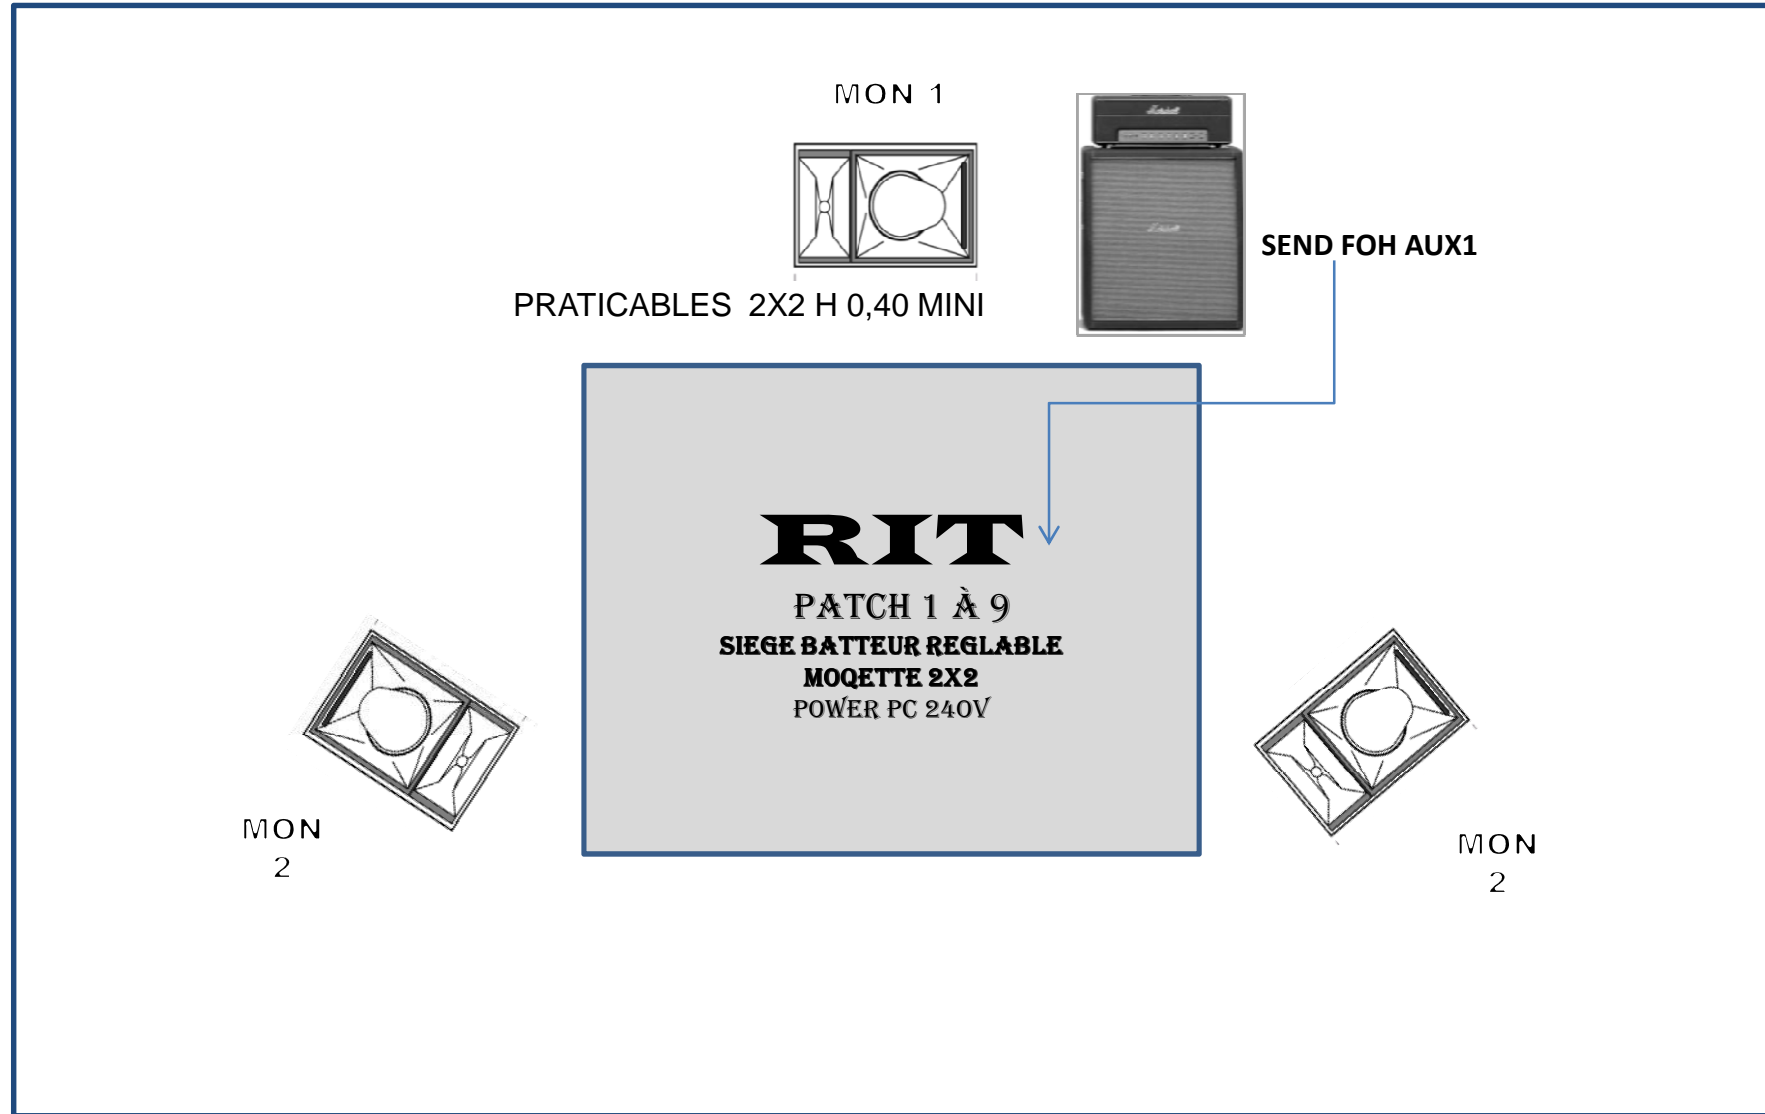 MON 1
SEND FOH AUX1
PRATICABLES 2X2 H 0,40 MINI
RIT
PATCH 1 À 9
SIEGE BATTEUR REGLABLE
MOQETTE 2X2
POWER PC 240V
MON
2
MON
2